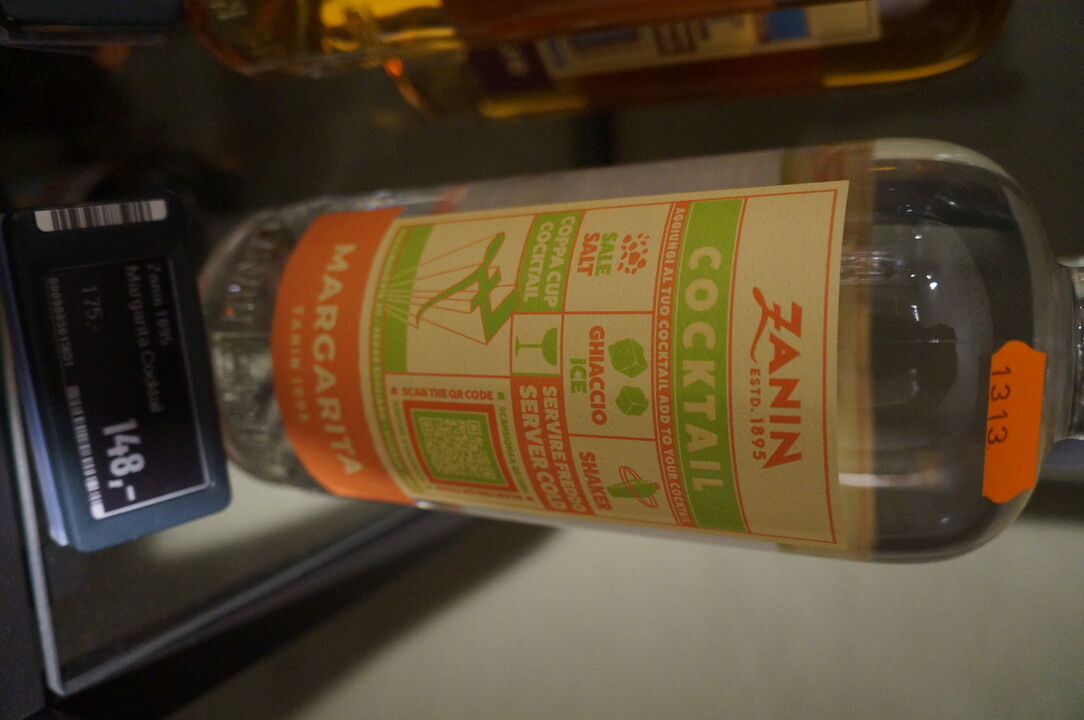 1313
ZANIN
ESTD. 1895
COCKTAIL
AGGIUNGI AL TUO COCKTAIL ADD TO YOUR COCKTAIL
SALE
SALT
GHIACCIO
ICE
SHAKER
COPPA CUP
COCKTAIL
SERVIRE FREDDO
SERVER COLD
SCAN THE QR CODE
MARGARITA
ZANIN 1895
Zanin 1895
Margarita Cocktail
175,-
148,-